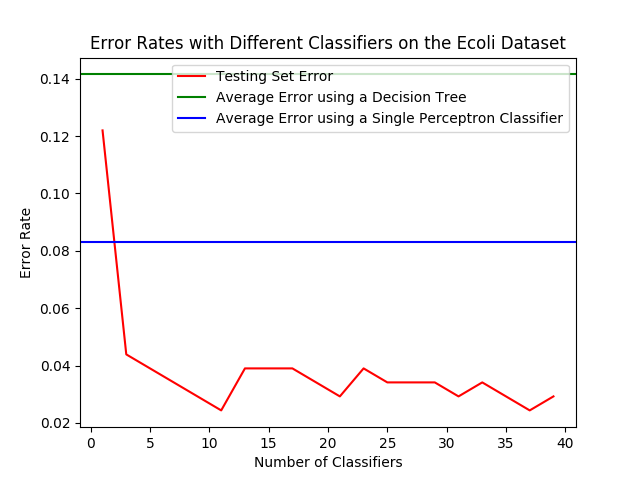 Error Rates with Different Classifiers on the Ecoli Dataset
Testing Set Error
Average Error using a Decision Tree
Average Error using a Single Perceptron Classifier
0.14
0.12
0.10
0.08
0.06
0.04
0.02
Error Rate
0 5 10 15 20 25 30 35 40
Number of Classifiers